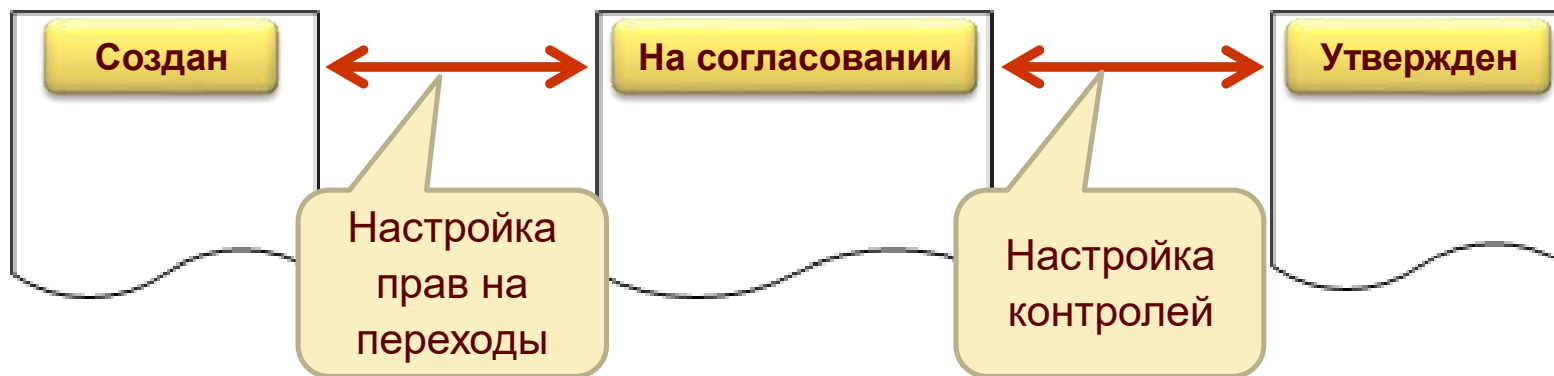 Создан
На согласовании
Утвержден
Настройка
прав на
переходы
Настройка
контролей